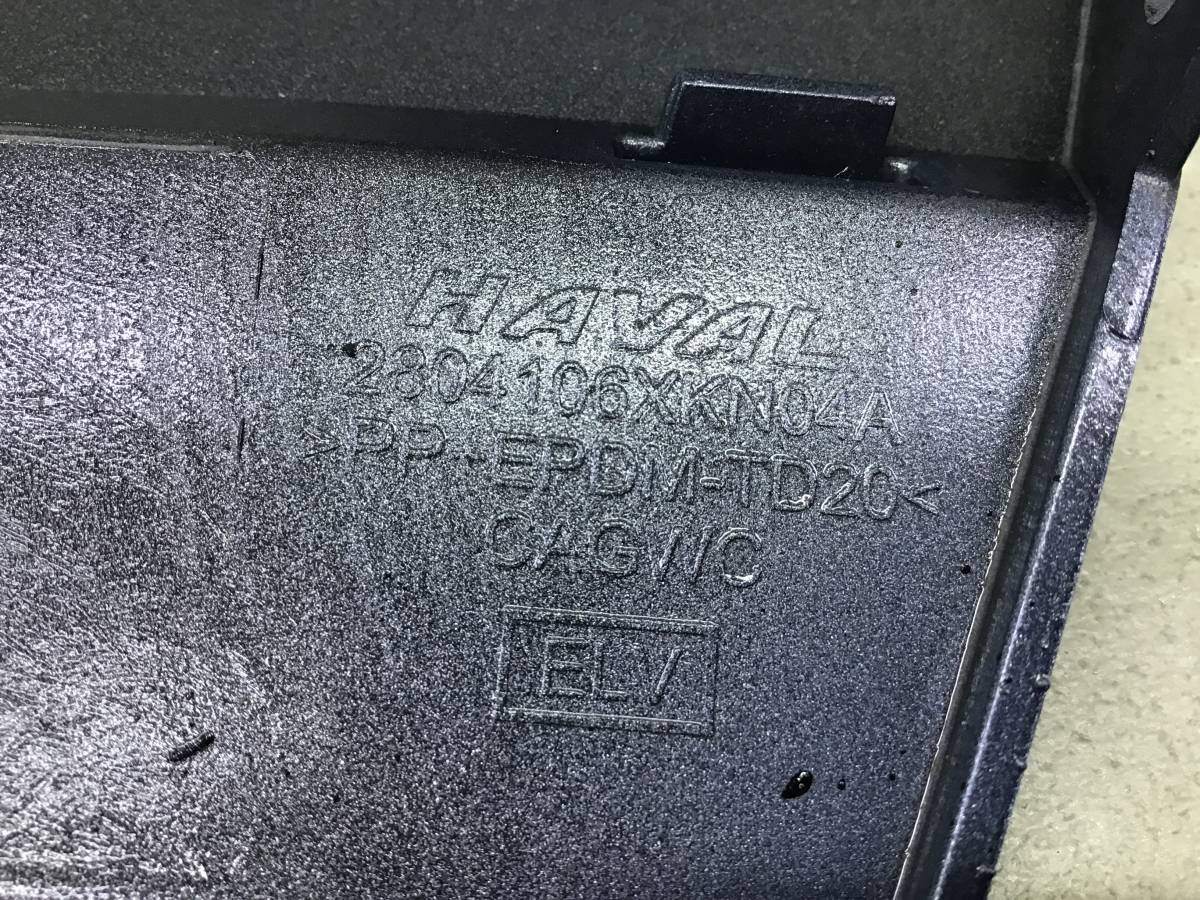 HAVAL
2804106XKN04A
>PP-EPDM-TD20<
CAGWC
ELV